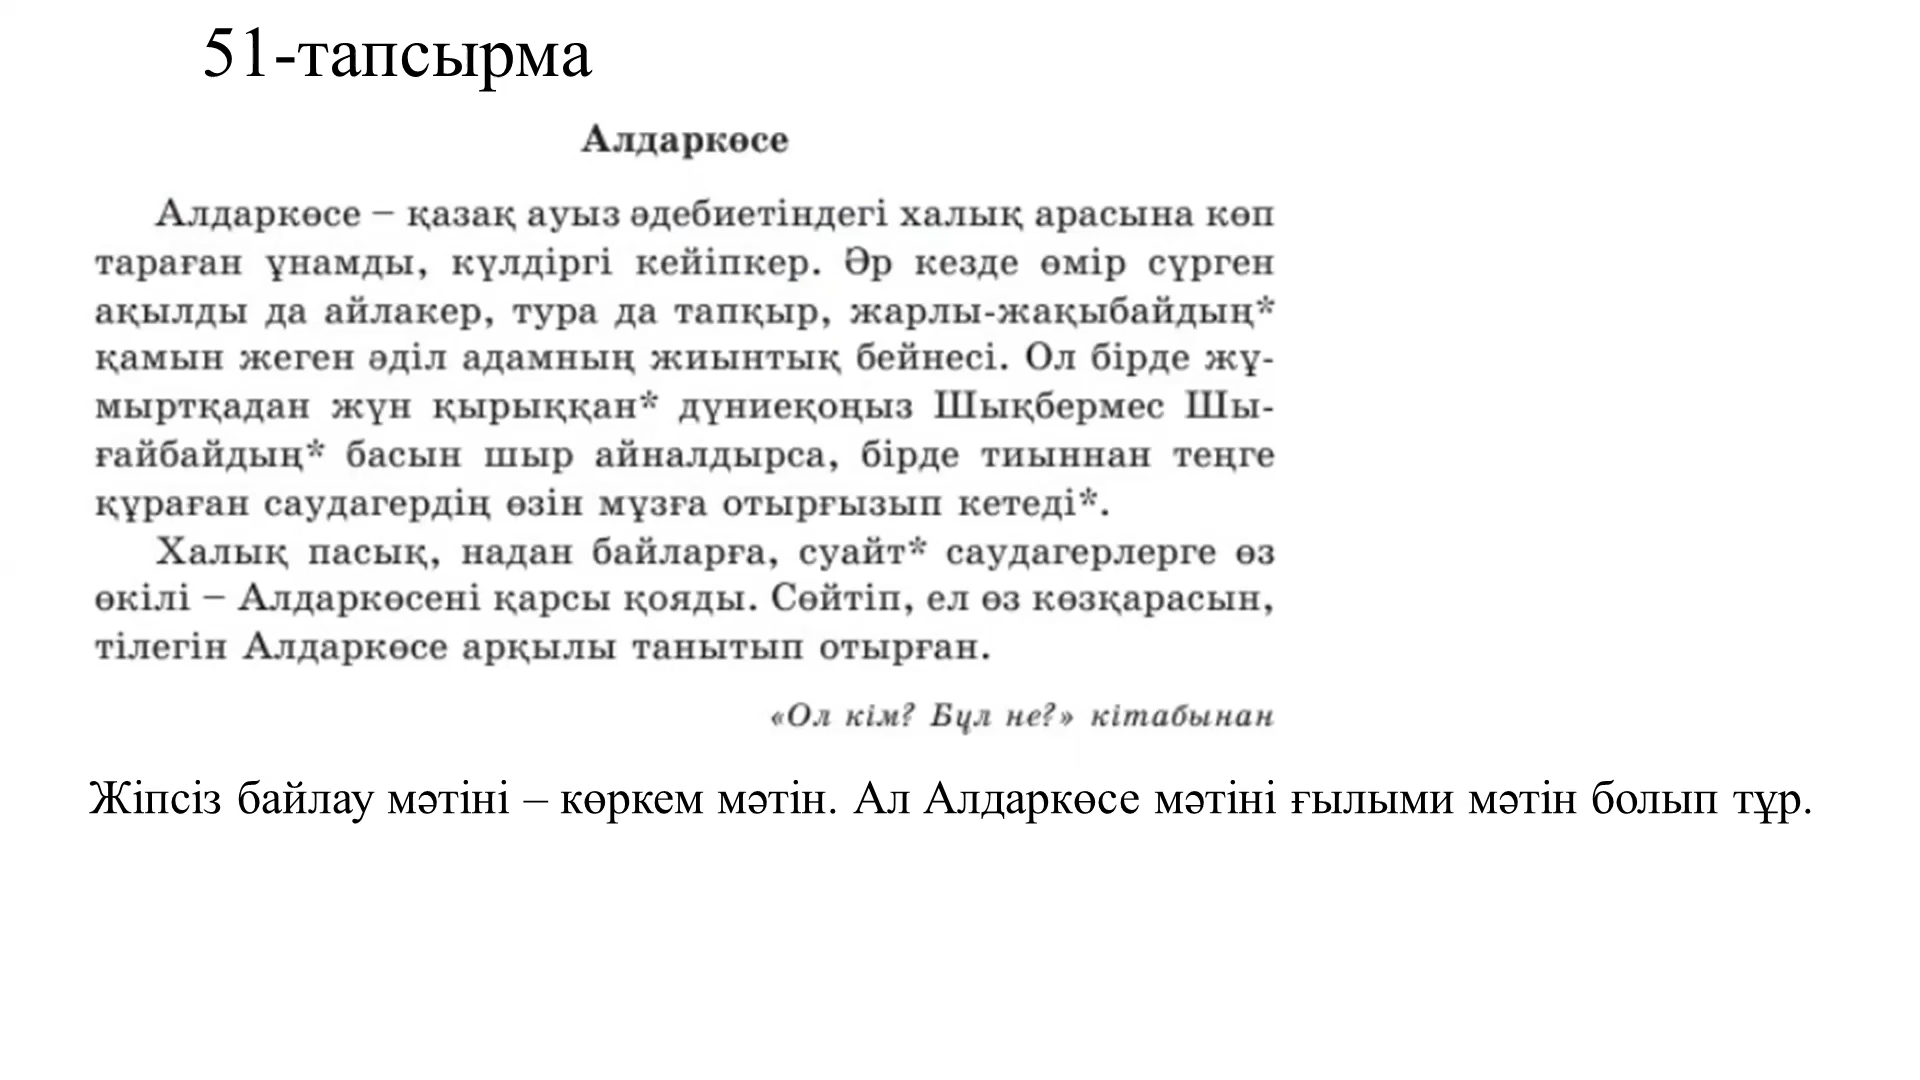 51-тапсырма
Алдаркөсе
Алдаркөсе – қазақ ауыз әдебиетіндегі халық арасына көп
тараған ұнамды, күлдіргі кейіпкер. Әр кезде өмір сүрген
ақылды да айлакер, тура да тапқыр, жарлы-жақыбайдың*
қамын жеген әділ адамның жиынтық бейнесі. Ол бірде жұ-
мыртқадан жүн қырыққан* дүниеқоңыз Шықбермес Шы-
ғайбайдың* басын шыр айналдырса, бірде тиыннан теңге
құраған саудагердің өзін мұзға отырғызып кетеді*.
Халық пасық, надан байларға, суайт* саудагерлерге өз
өкілі – Алдаркөсені қарсы қояды. Сөйтіп, ел өз көзқарасын,
тілегін Алдаркөсе арқылы танытып отырған.
«Ол кім? Бұл не?» кітабынан
Жіпсіз байлау мәтіні – көркем мәтін. Ал Алдаркөсе мәтіні ғылыми мәтін болып тұр.